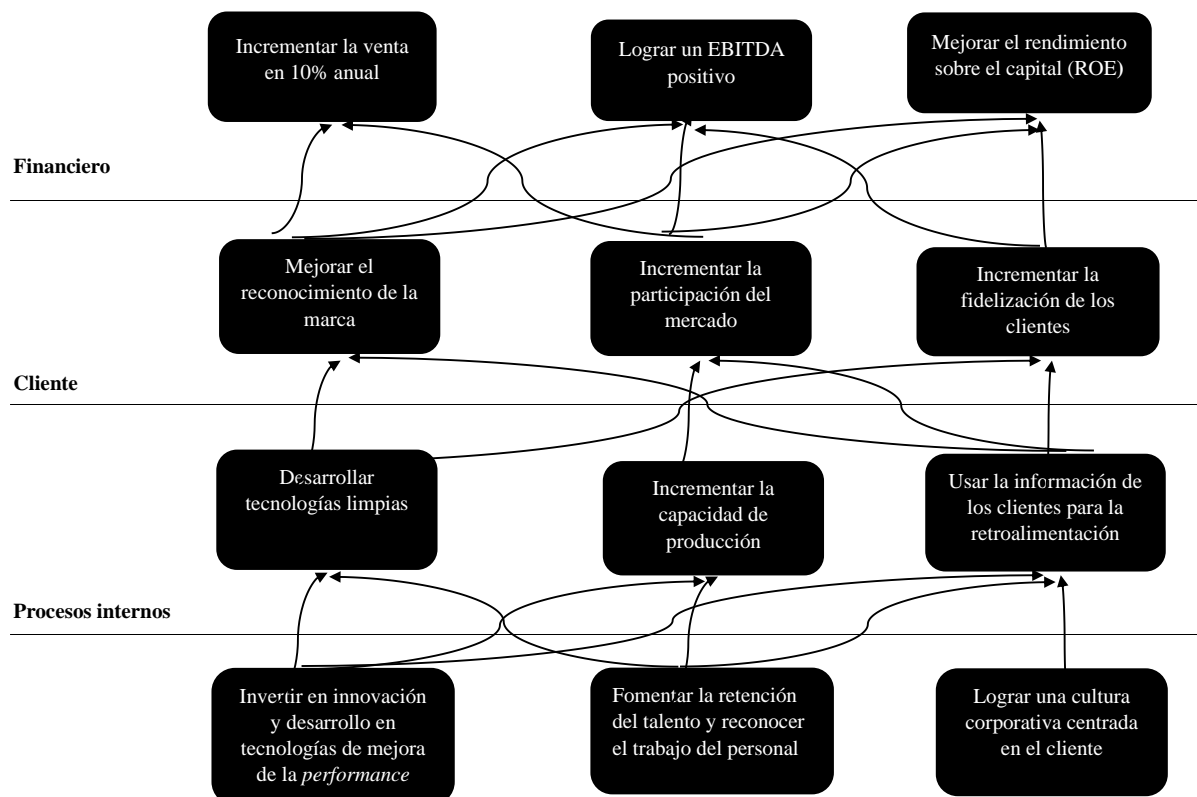 Incrementar la venta
en 10% anual
Lograr un EBITDA
positivo
Mejorar el rendimiento
sobre el capital (ROE)
Financiero
Mejorar el
reconocimiento de la
marca
Incrementar la
participación del
mercado
Incrementar la
fidelización de los
clientes
Cliente
Desarrollar
tecnologías limpias
Incrementar la
capacidad de
producción
Usar la información de
los clientes para la
retroalimentación
Procesos internos
Invertir en innovación
y desarrollo en
tecnologías de mejora
de la performance
Fomentar la retención
del talento y reconocer
el trabajo del personal
Lograr una cultura
corporativa centrada
en el cliente